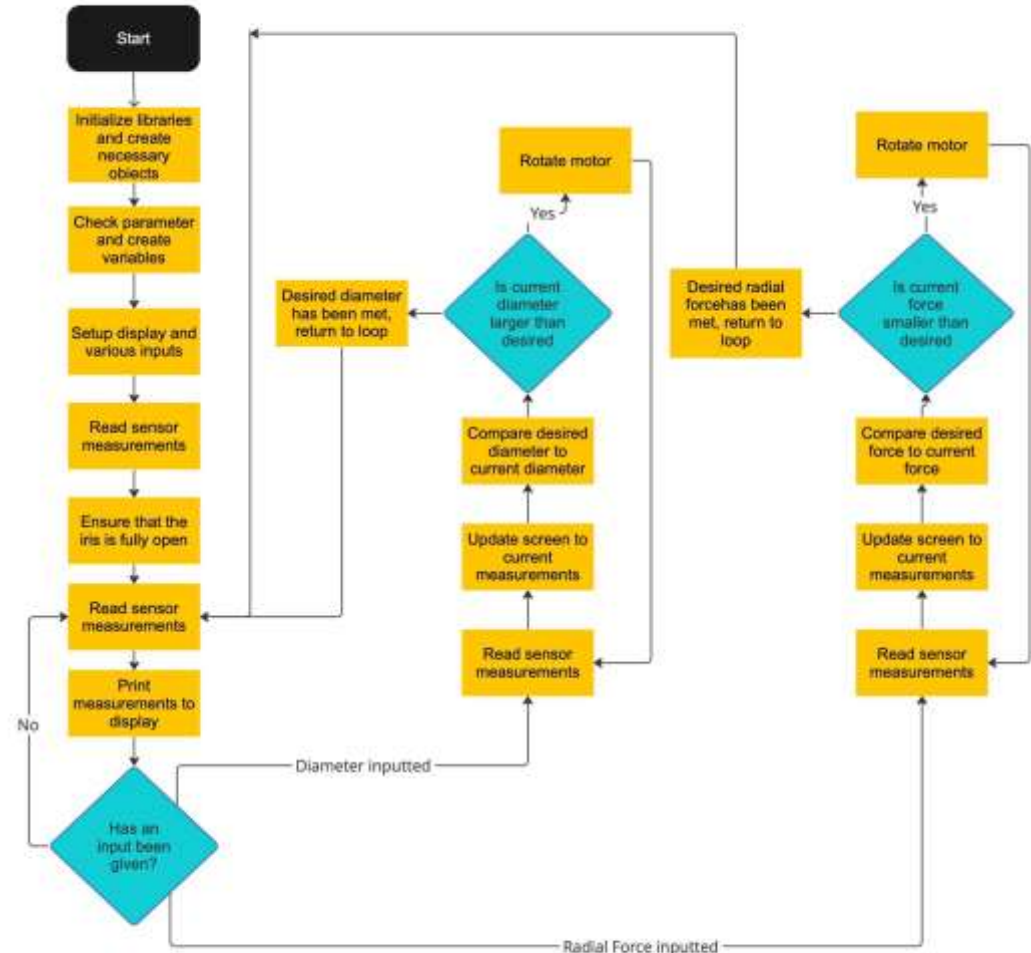 Start
Initialize libraries
and create
necessary
objects
Check parameter
and create
variables
Setup display and
various inputs
Read sensor
measurements
Ensure that the
iris is fully open
Read sensor
measurements
Print
measurements to
display
No
Has an
input been
given?
Diameter inputted
Radial Force inputted
Rotate motor
Yes
Is current
diameter
larger than
desired
Desired diameter
has been met,
return to loop
Compare desired
diameter to
current diameter
Update screen to
current
measurements
Read sensor
measurements
Rotate motor
Yes
Is current
force
smaller than
desired
Desired radial
forcehas been
met, return to
loop
Compare desired
force to current
force
Update screen to
current
measurements
Read sensor
measurements